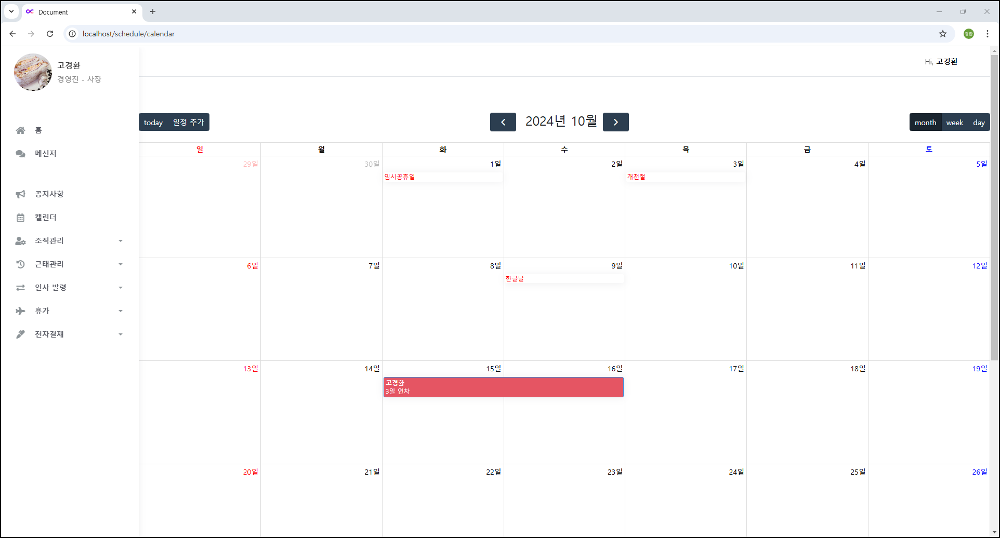 Document
localhost/schedule/calendar
경환
고경환
경영진 - 사장
Hi, 고경환
홈
메신저
공지사항
캘린더
조직관리
근태관리
인사 발령
휴가
전자결재
today 일정 추가
2024년 10월
month week day
일 월 화 수 목 금 토
29일 30일 1일 2일 3일 4일 5일
임시공휴일 개천절
6일 7일 8일 9일 10일 11일 12일
한글날
13일 14일 15일 16일 17일 18일 19일
고경환
3일 연차
20일 21일 22일 23일 24일 25일 26일